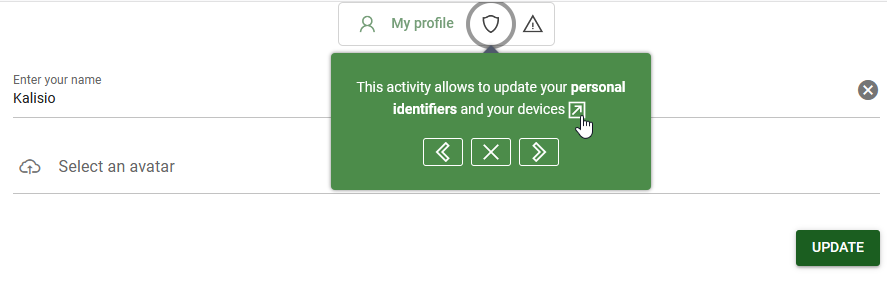 My profile
Enter your name
Kalisio
This activity allows to update your personal
identifiers and your devices
Select an avatar
UPDATE